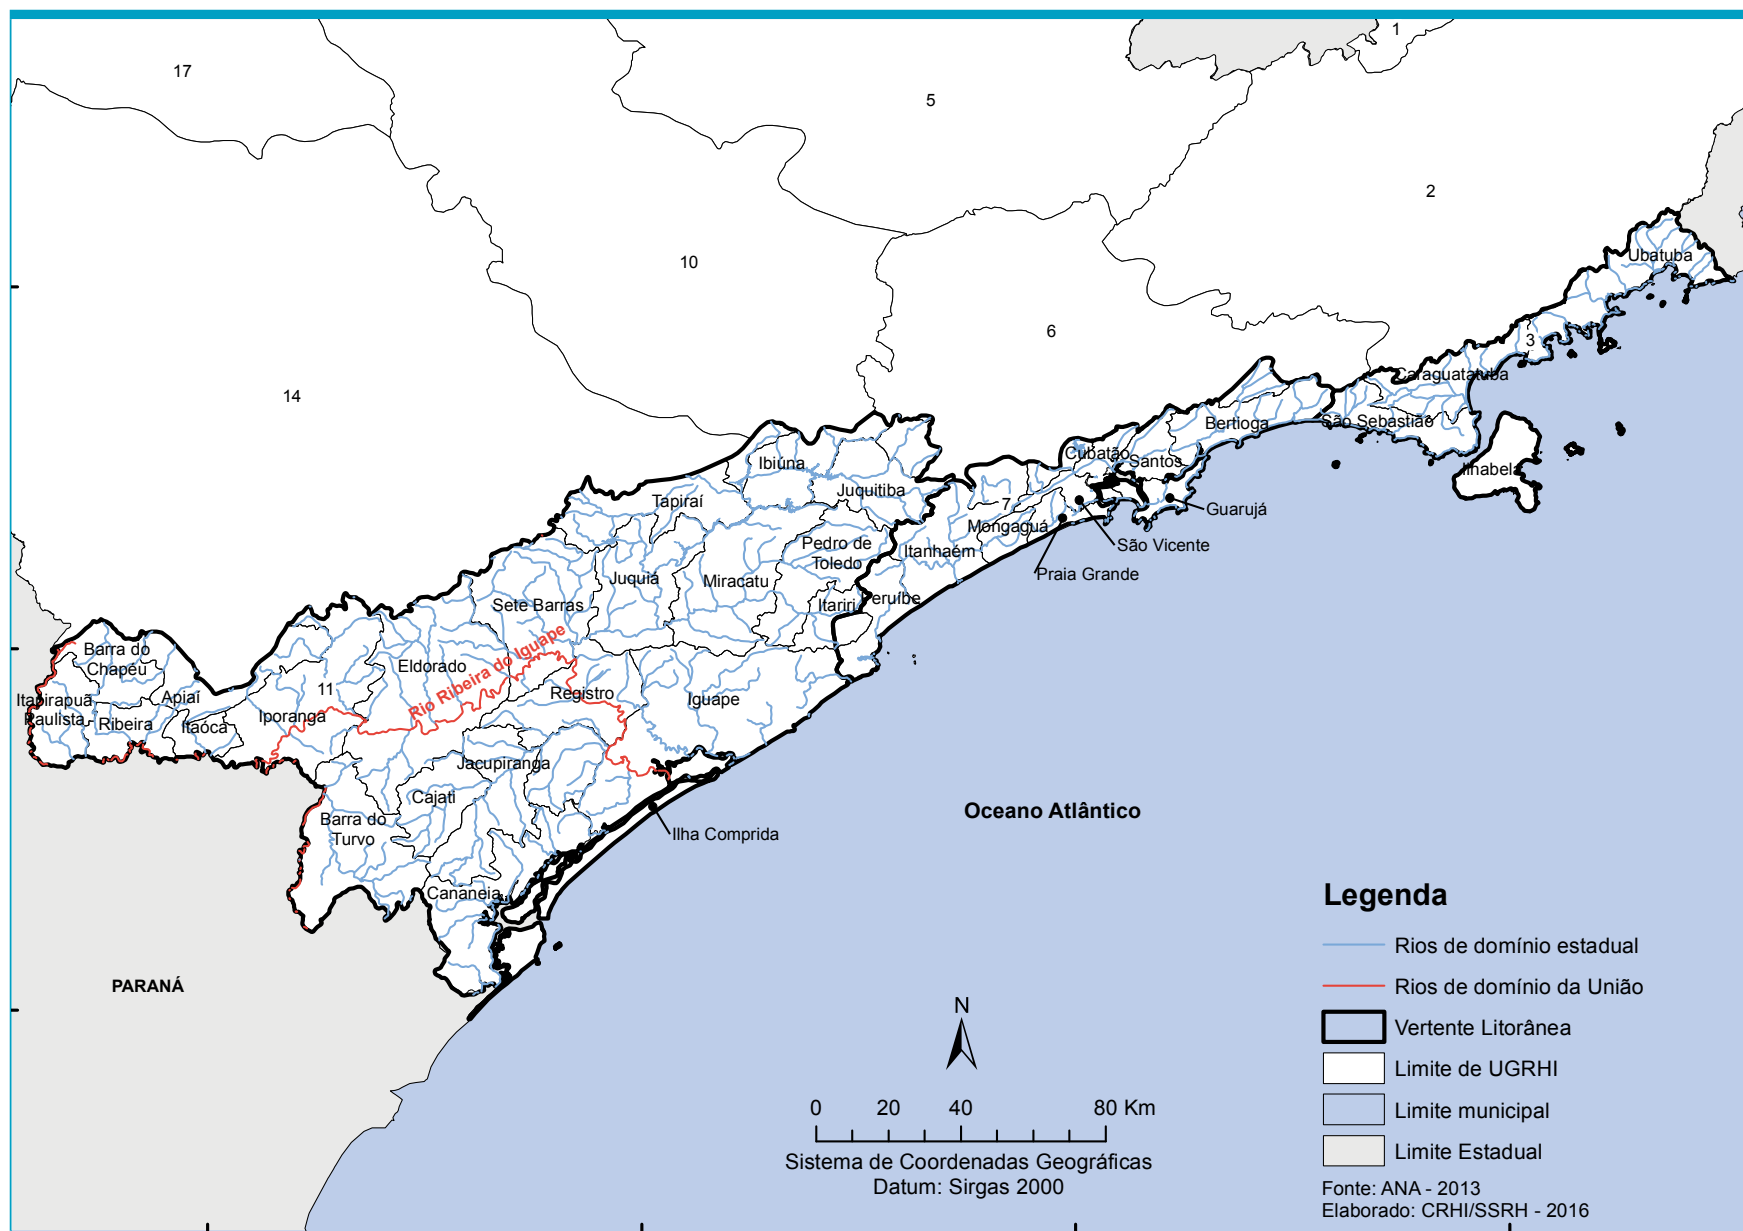 1
17
5
2
10
6
14
Ubatuba
3
Caraguatatuba
São Sebastião
Bertioga
Ilhabela
Cubatão
Santos
Guarujá
São Vicente
Praia Grande
7
Mongaguá
Itanhaém
Peruíbe
Ibiúna
Juquitiba
Tapiraí
Pedro de
Toledo
Juquiá
Miracatu
Itariri
Sete Barras
Rio Ribeira do Iguape
Eldorado
Registro
Iguape
11
Barra do
Chapéu
Itapirapuã
Paulista
Apiaí
Ribeira
Itaóca
Iporanga
Jacupiranga
Cajati
Barra do
Turvo
Ilha Comprida
Cananeia
Oceano Atlântico
PARANÁ
N
0 20 40 80 Km
Sistema de Coordenadas Geográficas
Datum: Sirgas 2000
Legenda
Rios de domínio estadual
Rios de domínio da União
Vertente Litorânea
Limite de UGRHI
Limite municipal
Limite Estadual
Fonte: ANA - 2013
Elaborado: CRHI/SSRH - 2016